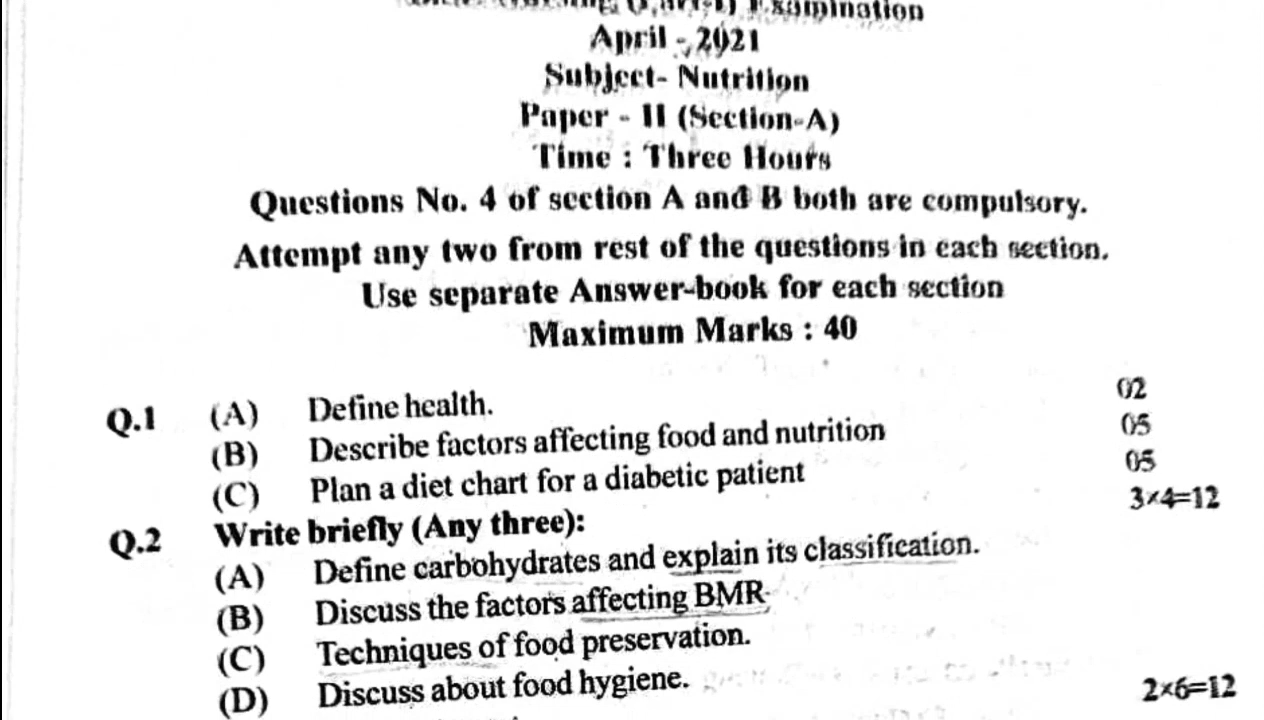 Examination
April - 2021
Subject- Nutrition
Paper - II (Section-A)
Time : Three Hours
Questions No. 4 of section A and B both are compulsory.
Attempt any two from rest of the questions in each section.
Use separate Answer-book for each section
Maximum Marks : 40
Q.1 (A) Define health. 02
(B) Describe factors affecting food and nutrition 05
(C) Plan a diet chart for a diabetic patient 05
Q.2 Write briefly (Any three): 3×4=12
(A) Define carbohydrates and explain its classification.
(B) Discuss the factors affecting BMR
(C) Techniques of food preservation.
(D) Discuss about food hygiene.
2×6=12